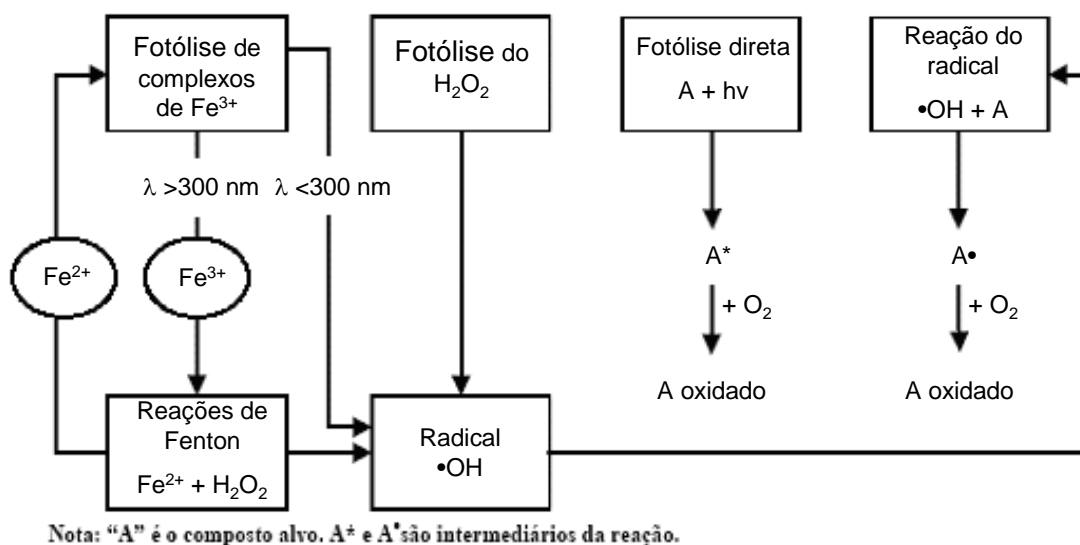 Fotólise de
complexos
de Fe³⁺
Fotólise do
H₂O₂
Fotólise direta
A + hv
Reação do
radical
•OH + A
λ >300 nm
λ <300 nm
Fe²⁺
Fe³⁺
A*
A•
+ O₂
+ O₂
A oxidado
A oxidado
Reações de
Fenton
Fe²⁺ + H₂O₂
Radical
•OH
Nota: “A” é o composto alvo. A* e A• são intermediários da reação.